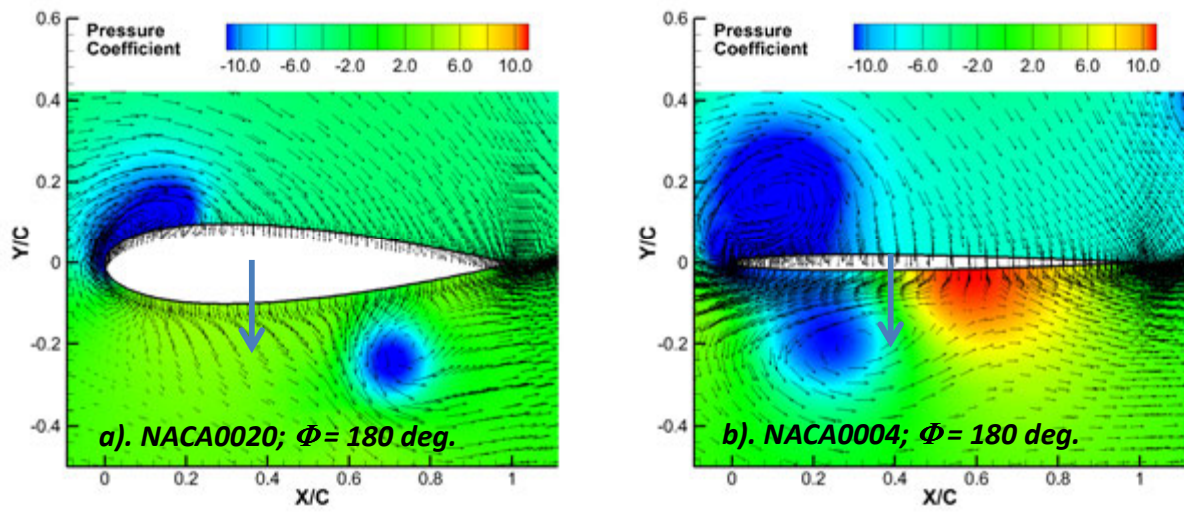 0.6
Pressure
Coefficient
-10.0 -6.0 -2.0 2.0 6.0 10.0
0.4
0.2
0
-0.2
-0.4
Y/C
a). NACA0020; Φ = 180 deg.
0 0.2 0.4 0.6 0.8 1
X/C
0.6
Pressure
Coefficient
-10.0 -6.0 -2.0 2.0 6.0 10.0
0.4
0.2
0
-0.2
-0.4
Y/C
b). NACA0004; Φ = 180 deg.
0 0.2 0.4 0.6 0.8 1
X/C